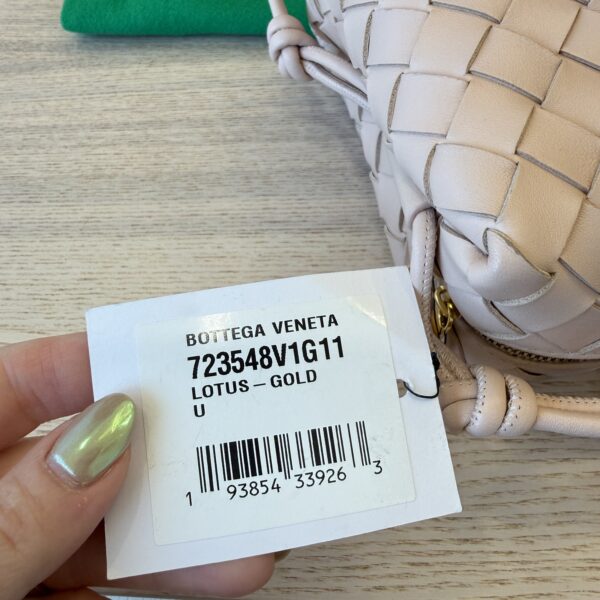 BOTTEGA VENETA
723548V1G11
LOTUS – GOLD
U
1 93854 33926 3